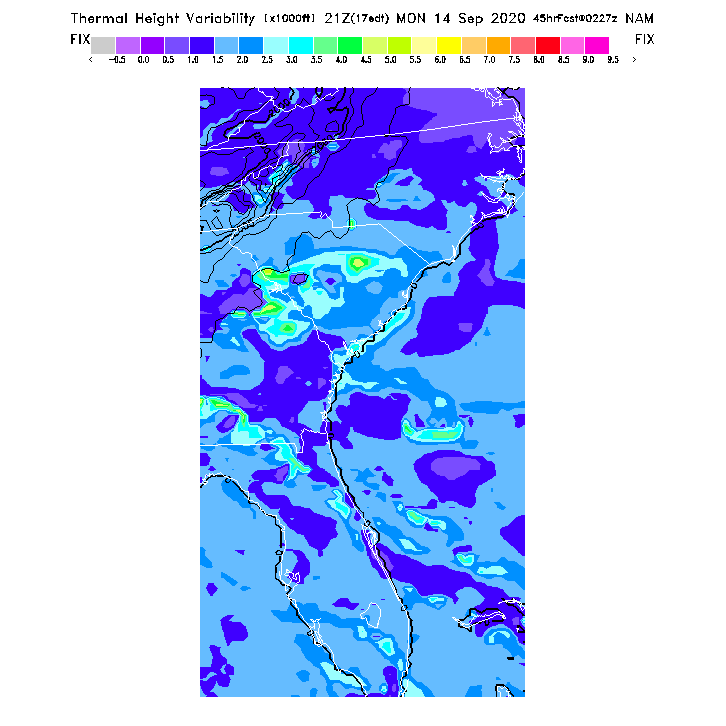 Thermal Height Variability [x1000ft] 21Z(17edt) MON 14 Sep 2020 45hrFcst@0227z NAM
FIX FIX
< -0.5 0.0 0.5 1.0 1.5 2.0 2.5 3.0 3.5 4.0 4.5 5.0 5.5 6.0 6.5 7.0 7.5 8.0 8.5 9.0 9.5 >